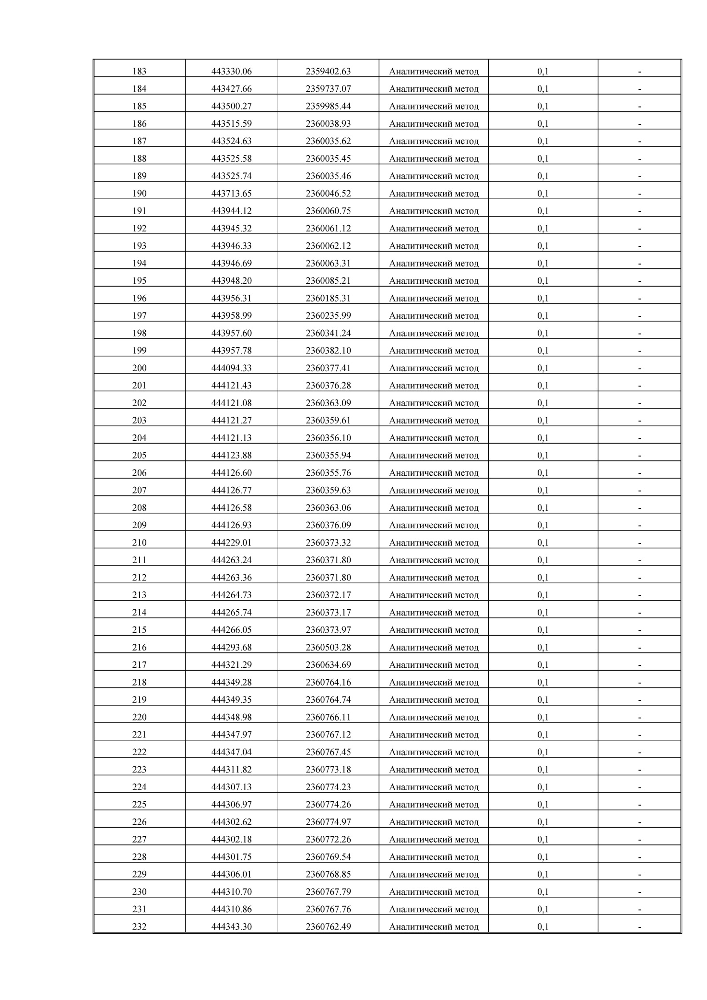 183 443330.06 2359402.63 Аналитический метод 0,1 -
184 443427.66 2359737.07 Аналитический метод 0,1 -
185 443500.27 2359985.44 Аналитический метод 0,1 -
186 443515.59 2360038.93 Аналитический метод 0,1 -
187 443524.63 2360035.62 Аналитический метод 0,1 -
188 443525.58 2360035.45 Аналитический метод 0,1 -
189 443525.74 2360035.46 Аналитический метод 0,1 -
190 443713.65 2360046.52 Аналитический метод 0,1 -
191 443944.12 2360060.75 Аналитический метод 0,1 -
192 443945.32 2360061.12 Аналитический метод 0,1 -
193 443946.33 2360062.12 Аналитический метод 0,1 -
194 443946.69 2360063.31 Аналитический метод 0,1 -
195 443948.20 2360085.21 Аналитический метод 0,1 -
196 443956.31 2360185.31 Аналитический метод 0,1 -
197 443958.99 2360235.99 Аналитический метод 0,1 -
198 443957.60 2360341.24 Аналитический метод 0,1 -
199 443957.78 2360382.10 Аналитический метод 0,1 -
200 444094.33 2360377.41 Аналитический метод 0,1 -
201 444121.43 2360376.28 Аналитический метод 0,1 -
202 444121.08 2360363.09 Аналитический метод 0,1 -
203 444121.27 2360359.61 Аналитический метод 0,1 -
204 444121.13 2360356.10 Аналитический метод 0,1 -
205 444123.88 2360355.94 Аналитический метод 0,1 -
206 444126.60 2360355.76 Аналитический метод 0,1 -
207 444126.77 2360359.63 Аналитический метод 0,1 -
208 444126.58 2360363.06 Аналитический метод 0,1 -
209 444126.93 2360376.09 Аналитический метод 0,1 -
210 444229.01 2360373.32 Аналитический метод 0,1 -
211 444263.24 2360371.80 Аналитический метод 0,1 -
212 444263.36 2360371.80 Аналитический метод 0,1 -
213 444264.73 2360372.17 Аналитический метод 0,1 -
214 444265.74 2360373.17 Аналитический метод 0,1 -
215 444266.05 2360373.97 Аналитический метод 0,1 -
216 444293.68 2360503.28 Аналитический метод 0,1 -
217 444321.29 2360634.69 Аналитический метод 0,1 -
218 444349.28 2360764.16 Аналитический метод 0,1 -
219 444349.35 2360764.74 Аналитический метод 0,1 -
220 444348.98 2360766.11 Аналитический метод 0,1 -
221 444347.97 2360767.12 Аналитический метод 0,1 -
222 444347.04 2360767.45 Аналитический метод 0,1 -
223 444311.82 2360773.18 Аналитический метод 0,1 -
224 444307.13 2360774.23 Аналитический метод 0,1 -
225 444306.97 2360774.26 Аналитический метод 0,1 -
226 444302.62 2360774.97 Аналитический метод 0,1 -
227 444302.18 2360772.26 Аналитический метод 0,1 -
228 444301.75 2360769.54 Аналитический метод 0,1 -
229 444306.01 2360768.85 Аналитический метод 0,1 -
230 444310.70 2360767.79 Аналитический метод 0,1 -
231 444310.86 2360767.76 Аналитический метод 0,1 -
232 444343.30 2360762.49 Аналитический метод 0,1 -